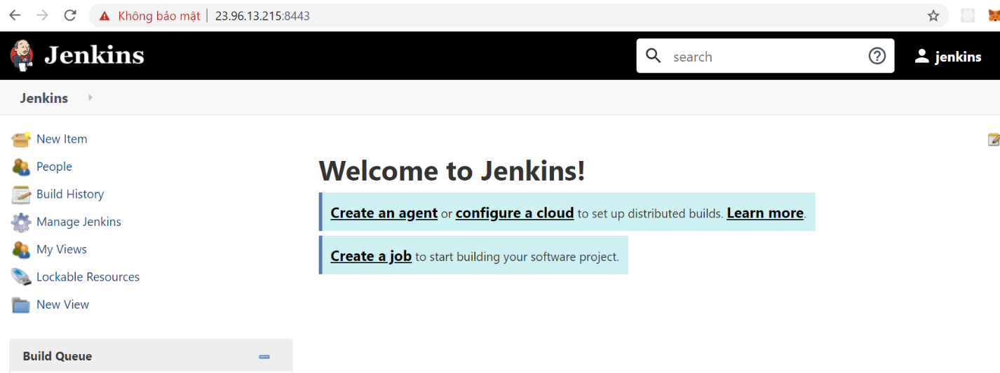 Không bảo mật 23.96.13.215:8443
Jenkins search jenkins
Jenkins
New Item
People
Build History
Manage Jenkins
My Views
Lockable Resources
New View
Welcome to Jenkins!
Create an agent or configure a cloud to set up distributed builds. Learn more.
Create a job to start building your software project.
Build Queue